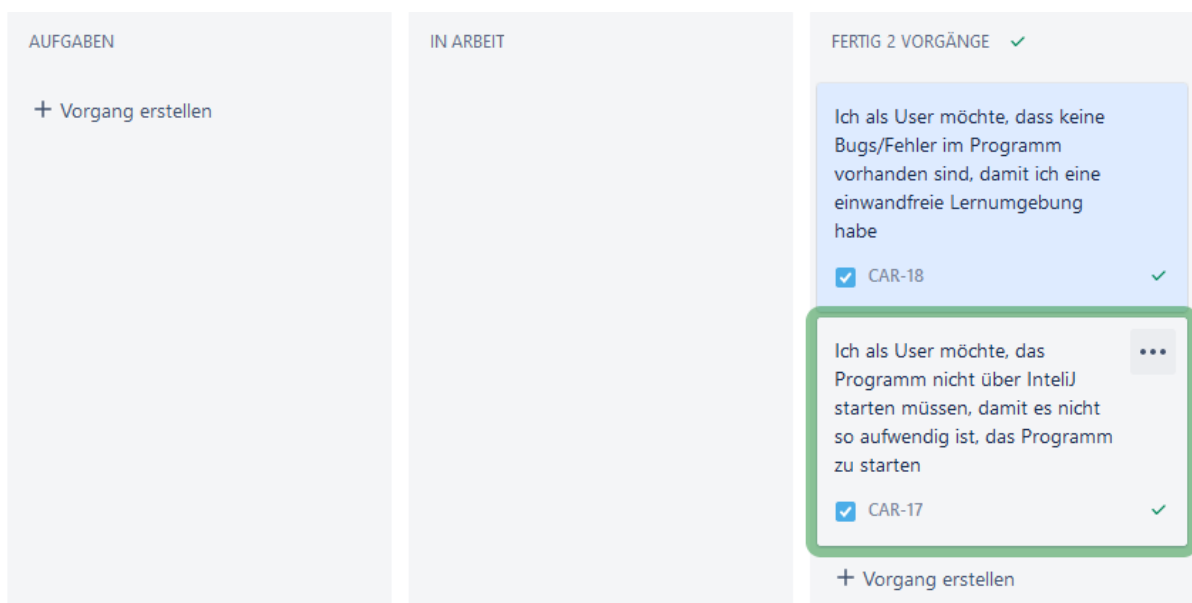 AUFGABEN
+ Vorgang erstellen
IN ARBEIT
FERTIG 2 VORGÄNGE
Ich als User möchte, dass keine
Bugs/Fehler im Programm
vorhanden sind, damit ich eine
einwandfreie Lernumgebung
habe
CAR-18
Ich als User möchte, das
Programm nicht über InteliJ
starten müssen, damit es nicht
so aufwendig ist, das Programm
zu starten
CAR-17
+ Vorgang erstellen